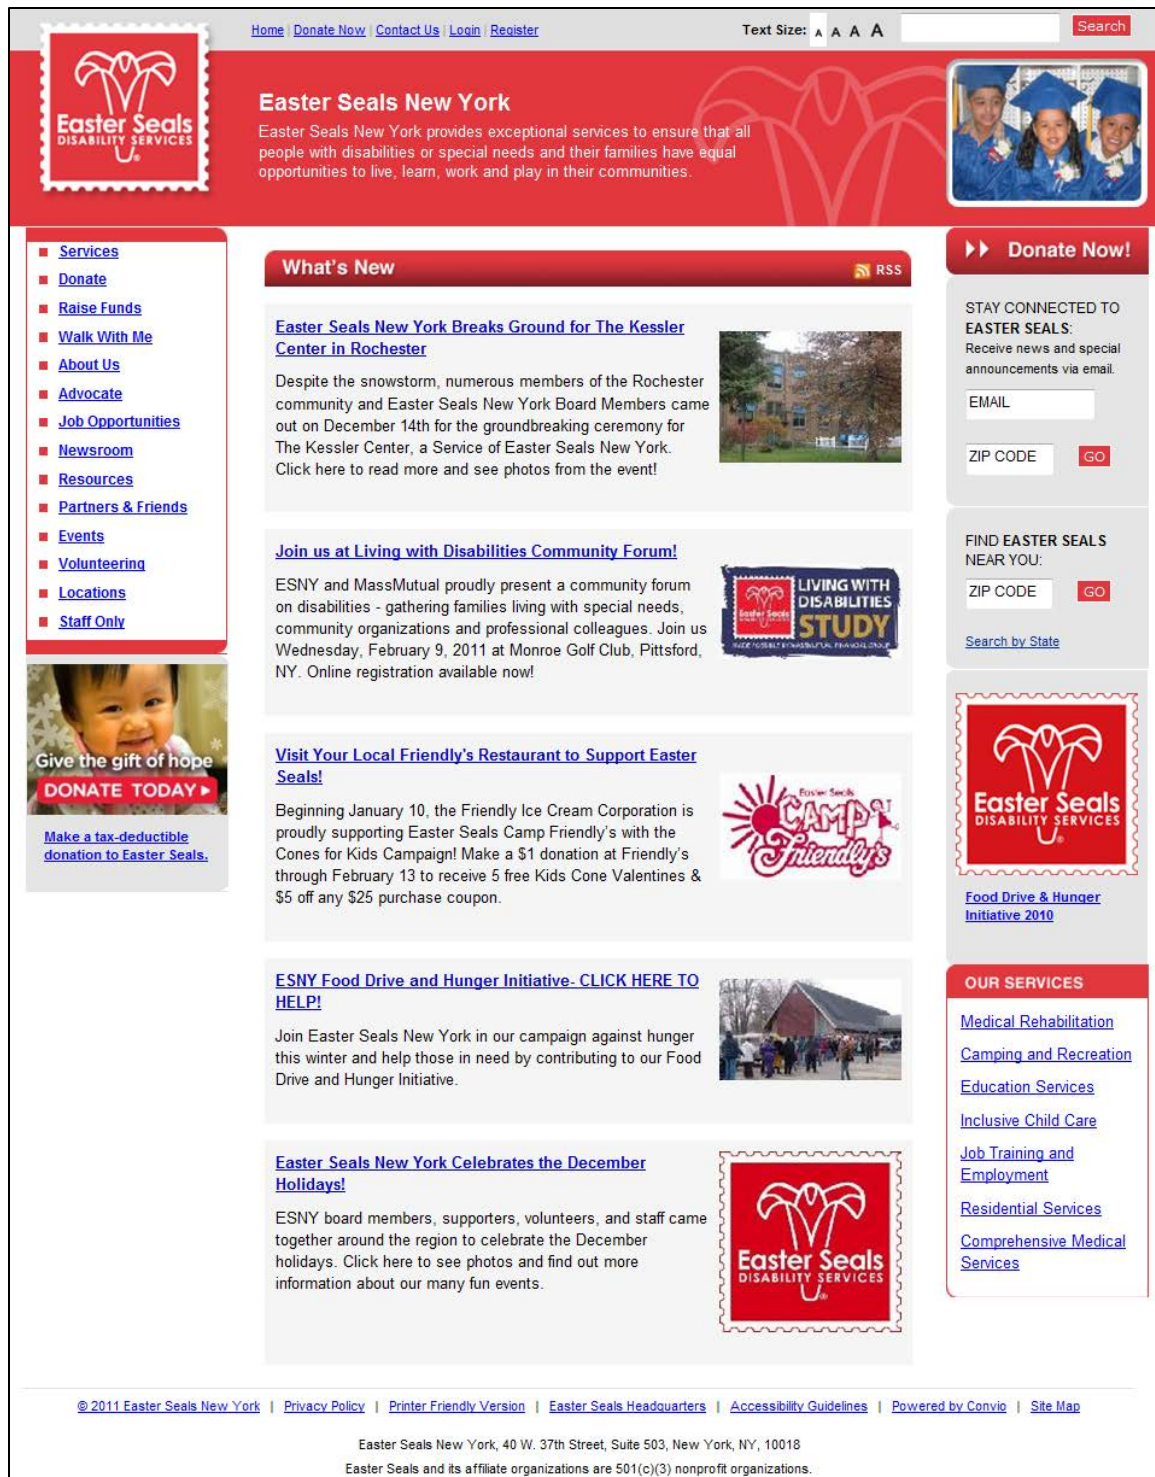 Home | Donate Now | Contact Us | Login | Register
Text Size: A A A A
Search
Easter Seals
DISABILITY SERVICES
Easter Seals New York
Easter Seals New York provides exceptional services to ensure that all
people with disabilities or special needs and their families have equal
opportunities to live, learn, work and play in their communities.
Services
Donate
Raise Funds
Walk With Me
About Us
Advocate
Job Opportunities
Newsroom
Resources
Partners & Friends
Events
Volunteering
Locations
Staff Only
Give the gift of hope
DONATE TODAY
Make a tax-deductible
donation to Easter Seals.
What's New
RSS
Easter Seals New York Breaks Ground for The Kessler
Center in Rochester
Despite the snowstorm, numerous members of the Rochester
community and Easter Seals New York Board Members came
out on December 14th for the groundbreaking ceremony for
The Kessler Center, a Service of Easter Seals New York.
Click here to read more and see photos from the event!
Join us at Living with Disabilities Community Forum!
ESNY and MassMutual proudly present a community forum
on disabilities - gathering families living with special needs,
community organizations and professional colleagues. Join us
Wednesday, February 9, 2011 at Monroe Golf Club, Pittsford,
NY. Online registration available now!
Easter Seals
DISABILITY SERVICES
LIVING WITH
DISABILITIES
STUDY
MADE POSSIBLE BY MASSMUTUAL FINANCIAL GROUP
Visit Your Local Friendly's Restaurant to Support Easter
Seals!
Beginning January 10, the Friendly Ice Cream Corporation is
proudly supporting Easter Seals Camp Friendly's with the
Cones for Kids Campaign! Make a $1 donation at Friendly's
through February 13 to receive 5 free Kids Cone Valentines &
$5 off any $25 purchase coupon.
Easter Seals
CAMP
Friendly's
ESNY Food Drive and Hunger Initiative- CLICK HERE TO
HELP!
Join Easter Seals New York in our campaign against hunger
this winter and help those in need by contributing to our Food
Drive and Hunger Initiative.
Easter Seals New York Celebrates the December
Holidays!
ESNY board members, supporters, volunteers, and staff came
together around the region to celebrate the December
holidays. Click here to see photos and find out more
information about our many fun events.
Easter Seals
DISABILITY SERVICES
®
Donate Now!
STAY CONNECTED TO
EASTER SEALS:
Receive news and special
announcements via email.
EMAIL
ZIP CODE GO
FIND EASTER SEALS
NEAR YOU:
ZIP CODE GO
Search by State
Easter Seals
DISABILITY SERVICES
®
Food Drive & Hunger
Initiative 2010
OUR SERVICES
Medical Rehabilitation
Camping and Recreation
Education Services
Inclusive Child Care
Job Training and
Employment
Residential Services
Comprehensive Medical
Services
© 2011 Easter Seals New York | Privacy Policy | Printer Friendly Version | Easter Seals Headquarters | Accessibility Guidelines | Powered by Convio | Site Map
Easter Seals New York, 40 W. 37th Street, Suite 503, New York, NY, 10018
Easter Seals and its affiliate organizations are 501(c)(3) nonprofit organizations.